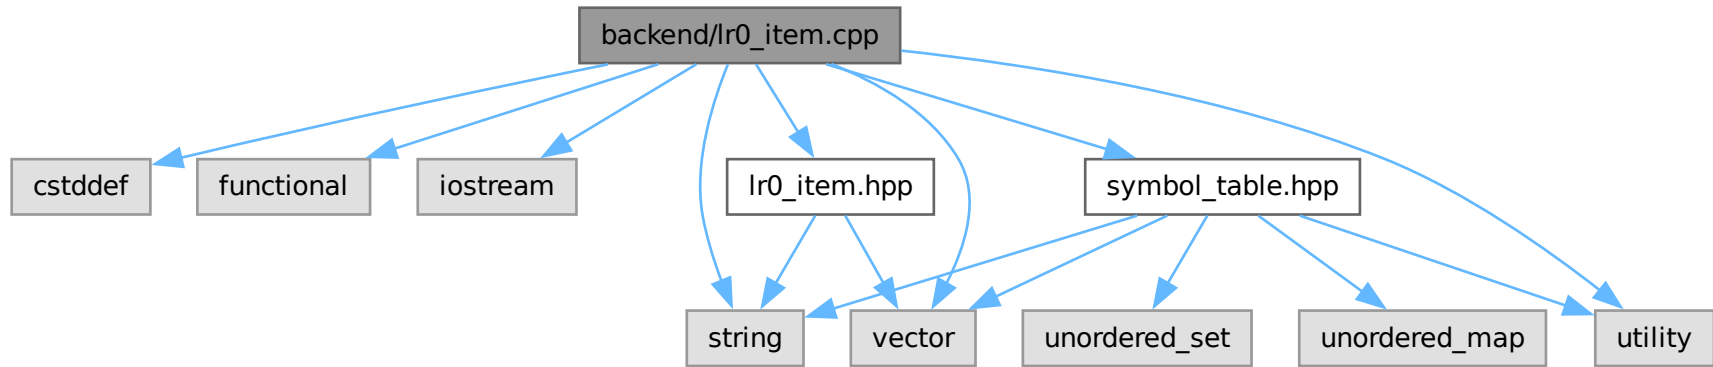 backend/lr0_item.cpp
cstddef
functional
iostream
lr0_item.hpp
symbol_table.hpp
string
vector
unordered_set
unordered_map
utility